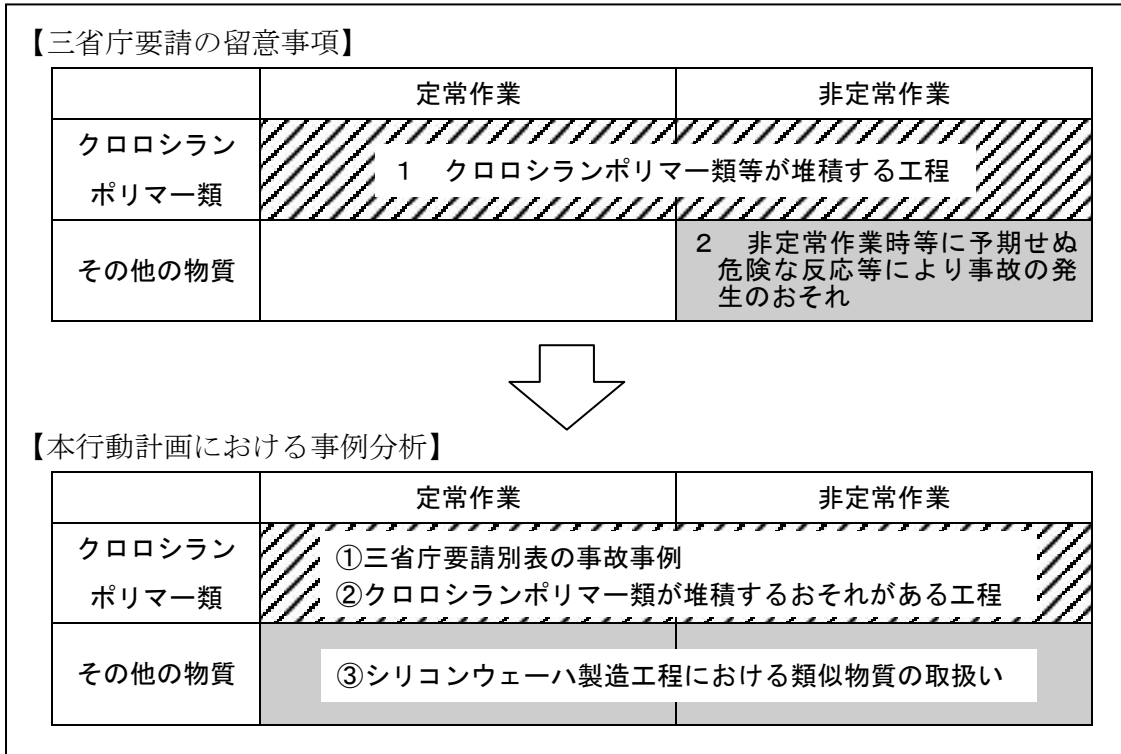 【三省庁要請の留意事項】
定常作業
非定常作業
クロロシラン
ポリマー類
1 クロロシランポリマー類等が堆積する工程
その他の物質
2 非定常作業時等に予期せぬ
危険な反応等により事故の発
生のおそれ
【本行動計画における事例分析】
定常作業
非定常作業
クロロシラン
ポリマー類
①三省庁要請別表の事故事例
②クロロシランポリマー類が堆積するおそれがある工程
その他の物質
③シリコンウェーハ製造工程における類似物質の取扱い